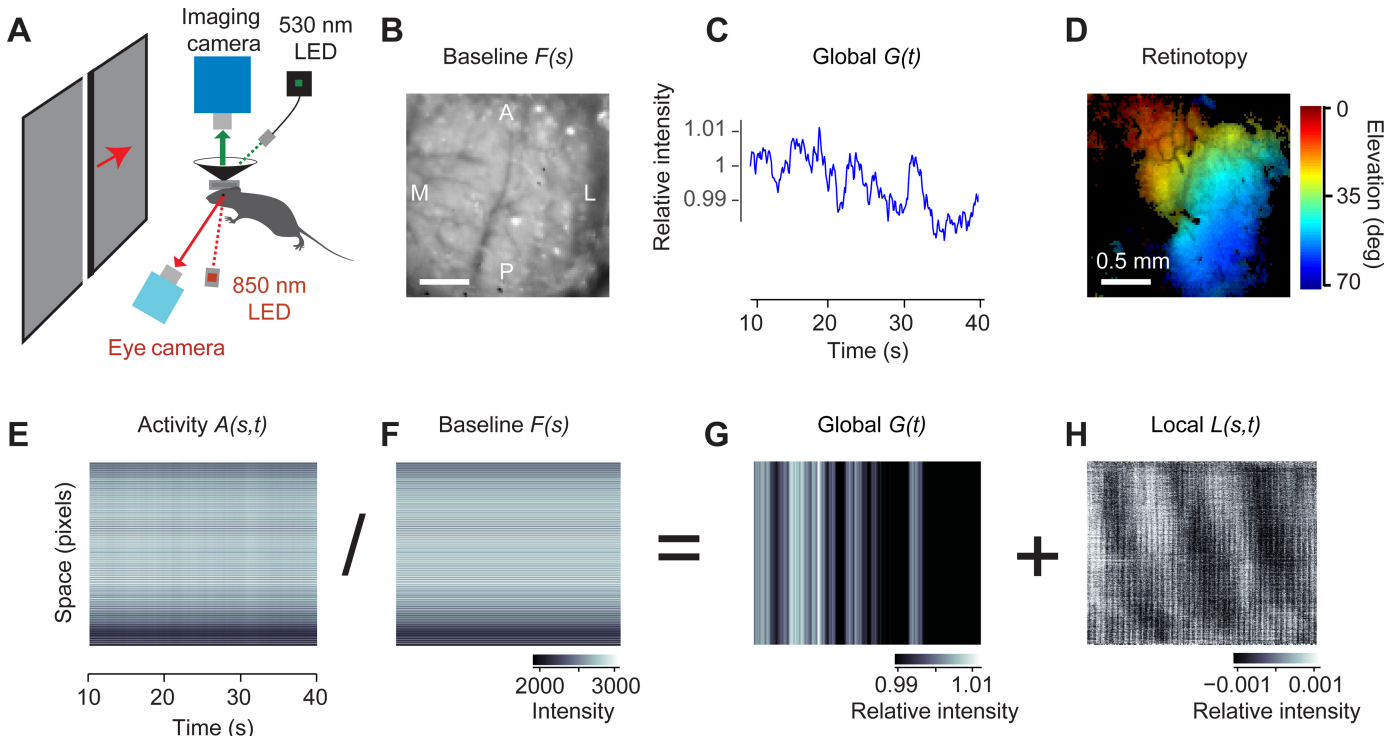 A
Imaging
camera
530 nm
LED
850 nm
LED
Eye camera
B
Baseline F(s)
A
M
L
P
C
Global G(t)
Relative intensity
1.01
1
0.99
10
20
30
40
Time (s)
D
Retinotopy
0.5 mm
0
35
70
Elevation (deg)
E
Activity A(s,t)
Space (pixels)
10
20
30
40
Time (s)
/
F
Baseline F(s)
2000
3000
Intensity
=
G
Global G(t)
0.99
1.01
Relative intensity
+
H
Local L(s,t)
−0.001
0.001
Relative intensity